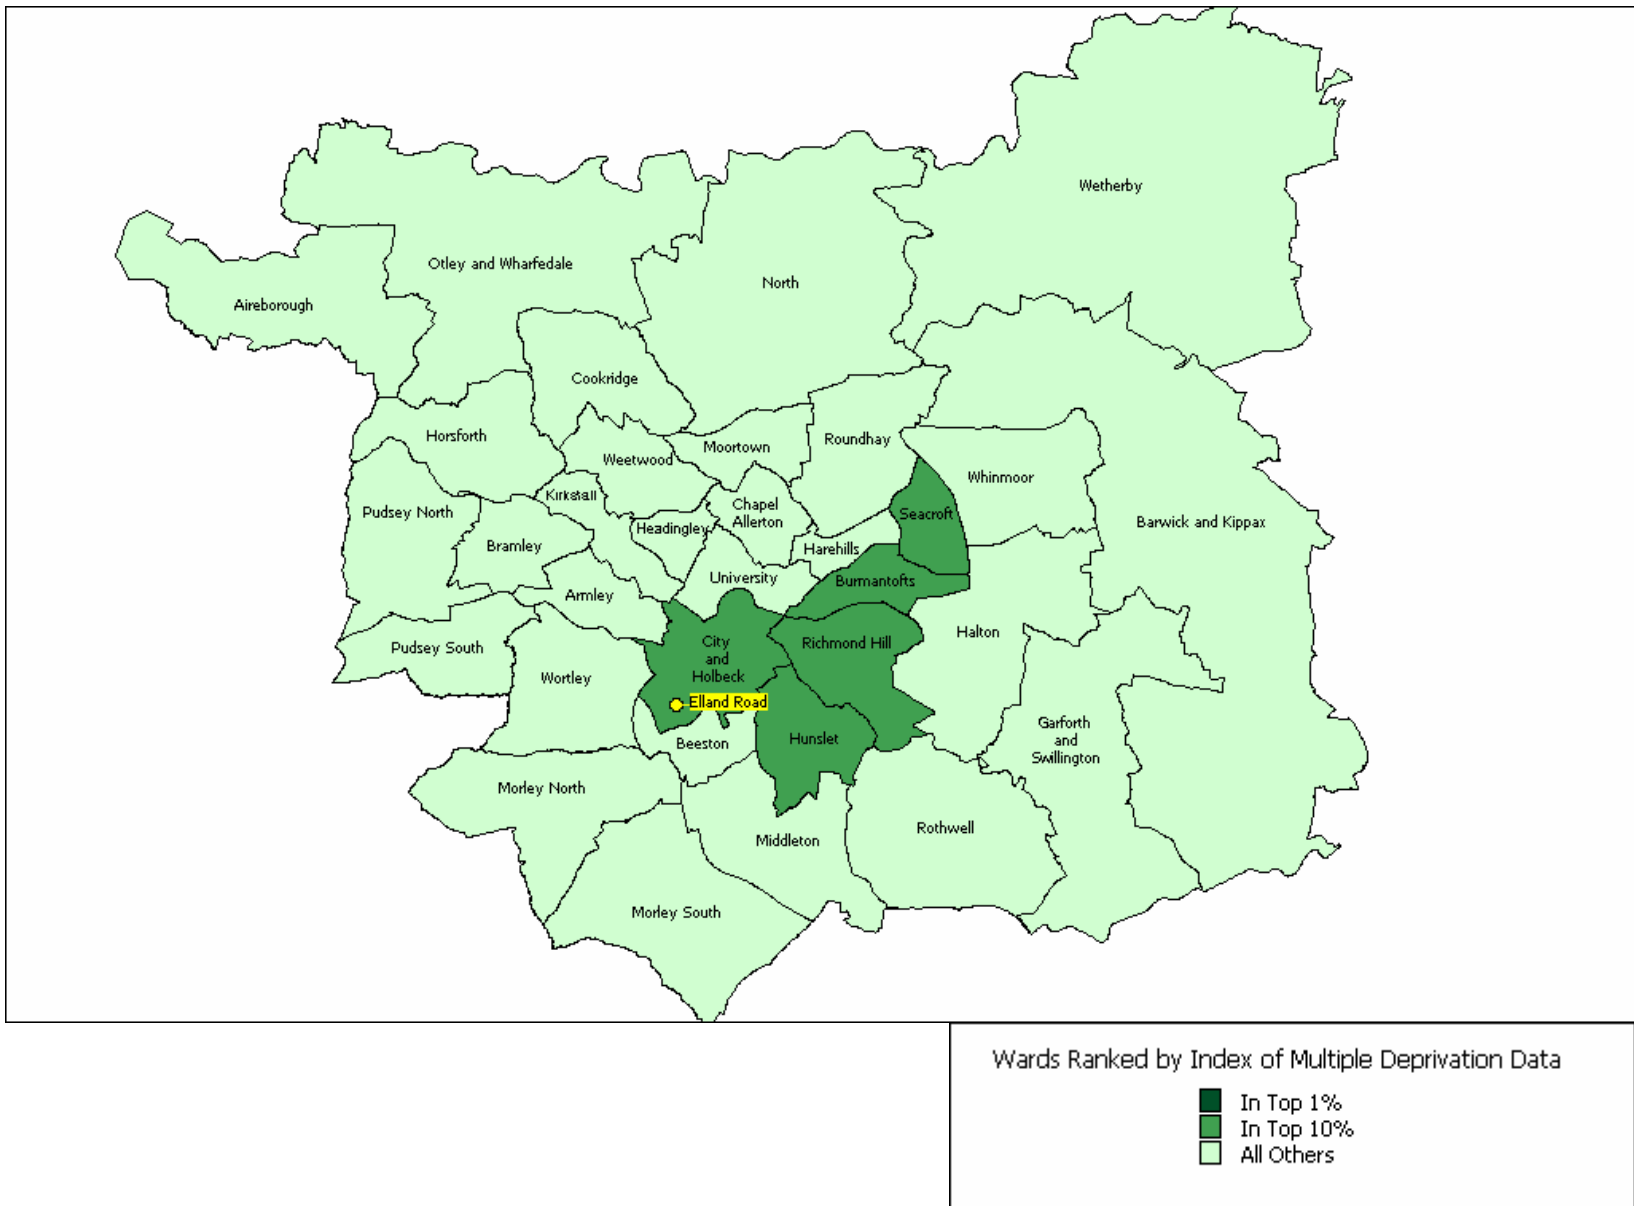 Wetherby
Otley and Wharfedale
North
Aireborough
Cookridge
Horsforth
Moortown
Roundhay
Weetwood
Whinmoor
Kirkstall
Pudsey North
Chapel
Allerton
Seacroft
Barwick and Kippax
Headingley
Bramley
Harehills
University
Burmantofts
Armley
Halton
Pudsey South
City
and
Holbeck
Richmond Hill
Wortley
Elland Road
Garforth
and
Swillington
Beeston
Hunslet
Morley North
Rothwell
Middleton
Morley South
Wards Ranked by Index of Multiple Deprivation Data
In Top 1%
In Top 10%
All Others